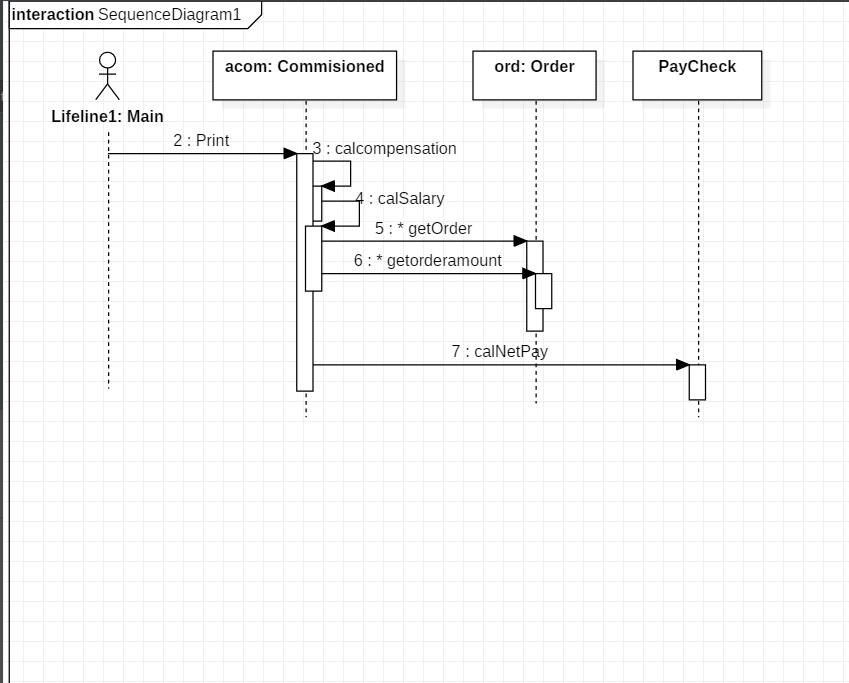 interaction SequenceDiagram1
Lifeline1: Main
acom: Commisioned
ord: Order
PayCheck
2 : Print
3 : calcompensation
4 : calSalary
5 : * getOrder
6 : * getorderamount
7 : calNetPay